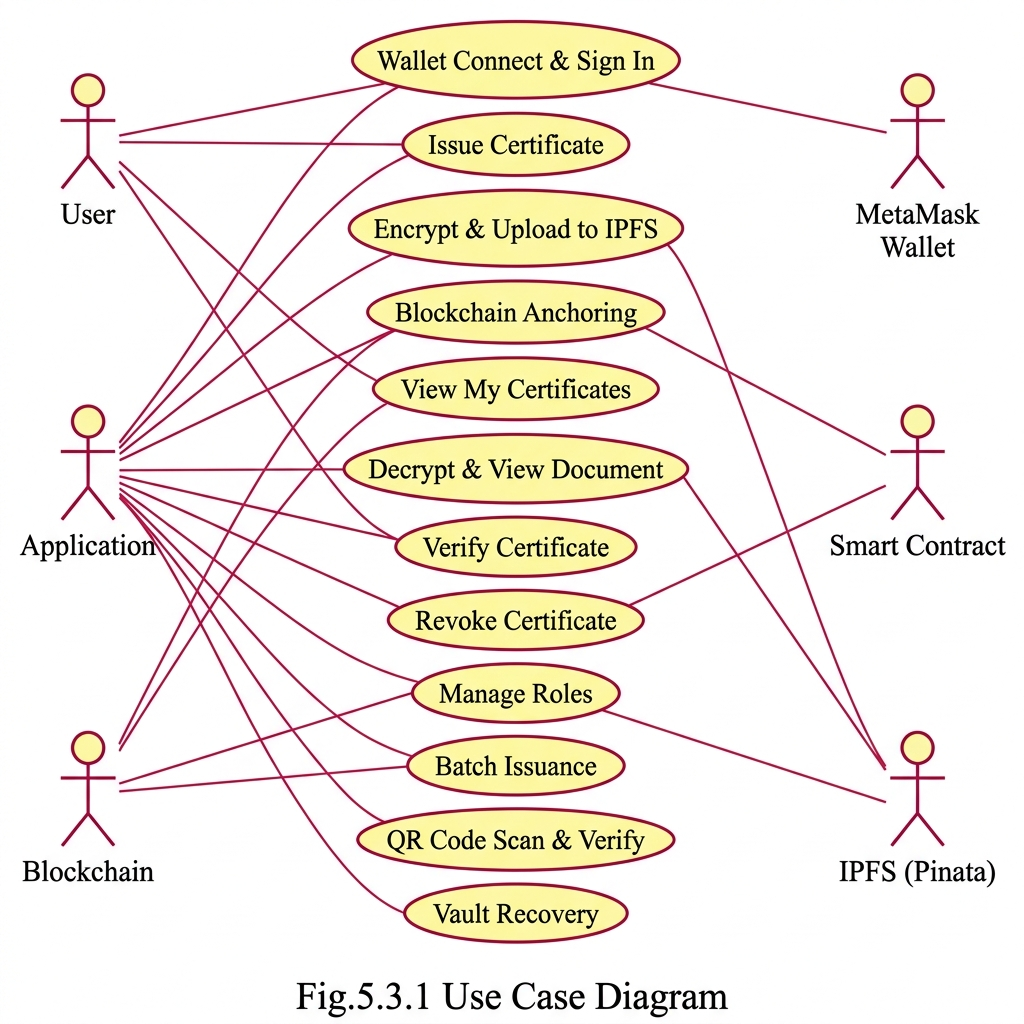 Wallet Connect & Sign In
Issue Certificate
User
MetaMask
Wallet
Encrypt & Upload to IPFS
Blockchain Anchoring
View My Certificates
Decrypt & View Document
Application
Verify Certificate
Smart Contract
Revoke Certificate
Manage Roles
Batch Issuance
QR Code Scan & Verify
Blockchain
IPFS (Pinata)
Vault Recovery
Fig.5.3.1 Use Case Diagram